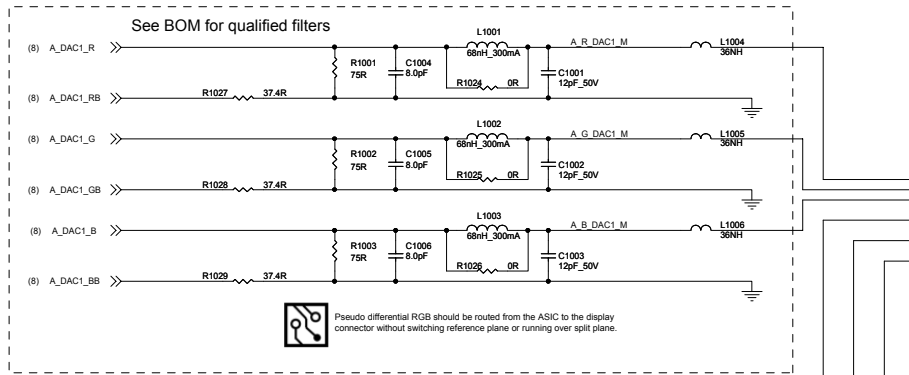 See BOM for qualified filters
(8) A_DAC1_R
L1001
68nH_300mA
A_R_DAC1_M
L1004
36NH
R1001
75R
C1004
8.0pF
R1024 0R
C1001
12pF_50V
(8) A_DAC1_RB
R1027 37.4R
(8) A_DAC1_G
L1002
68nH_300mA
A_G_DAC1_M
L1005
36NH
R1002
75R
C1005
8.0pF
R1025 0R
C1002
12pF_50V
(8) A_DAC1_GB
R1028 37.4R
(8) A_DAC1_B
L1003
68nH_300mA
A_B_DAC1_M
L1006
36NH
R1003
75R
C1006
8.0pF
R1026 0R
C1003
12pF_50V
(8) A_DAC1_BB
R1029 37.4R
Pseudo differential RGB should be routed from the ASIC to the display
connector without switching reference plane or running over split plane.